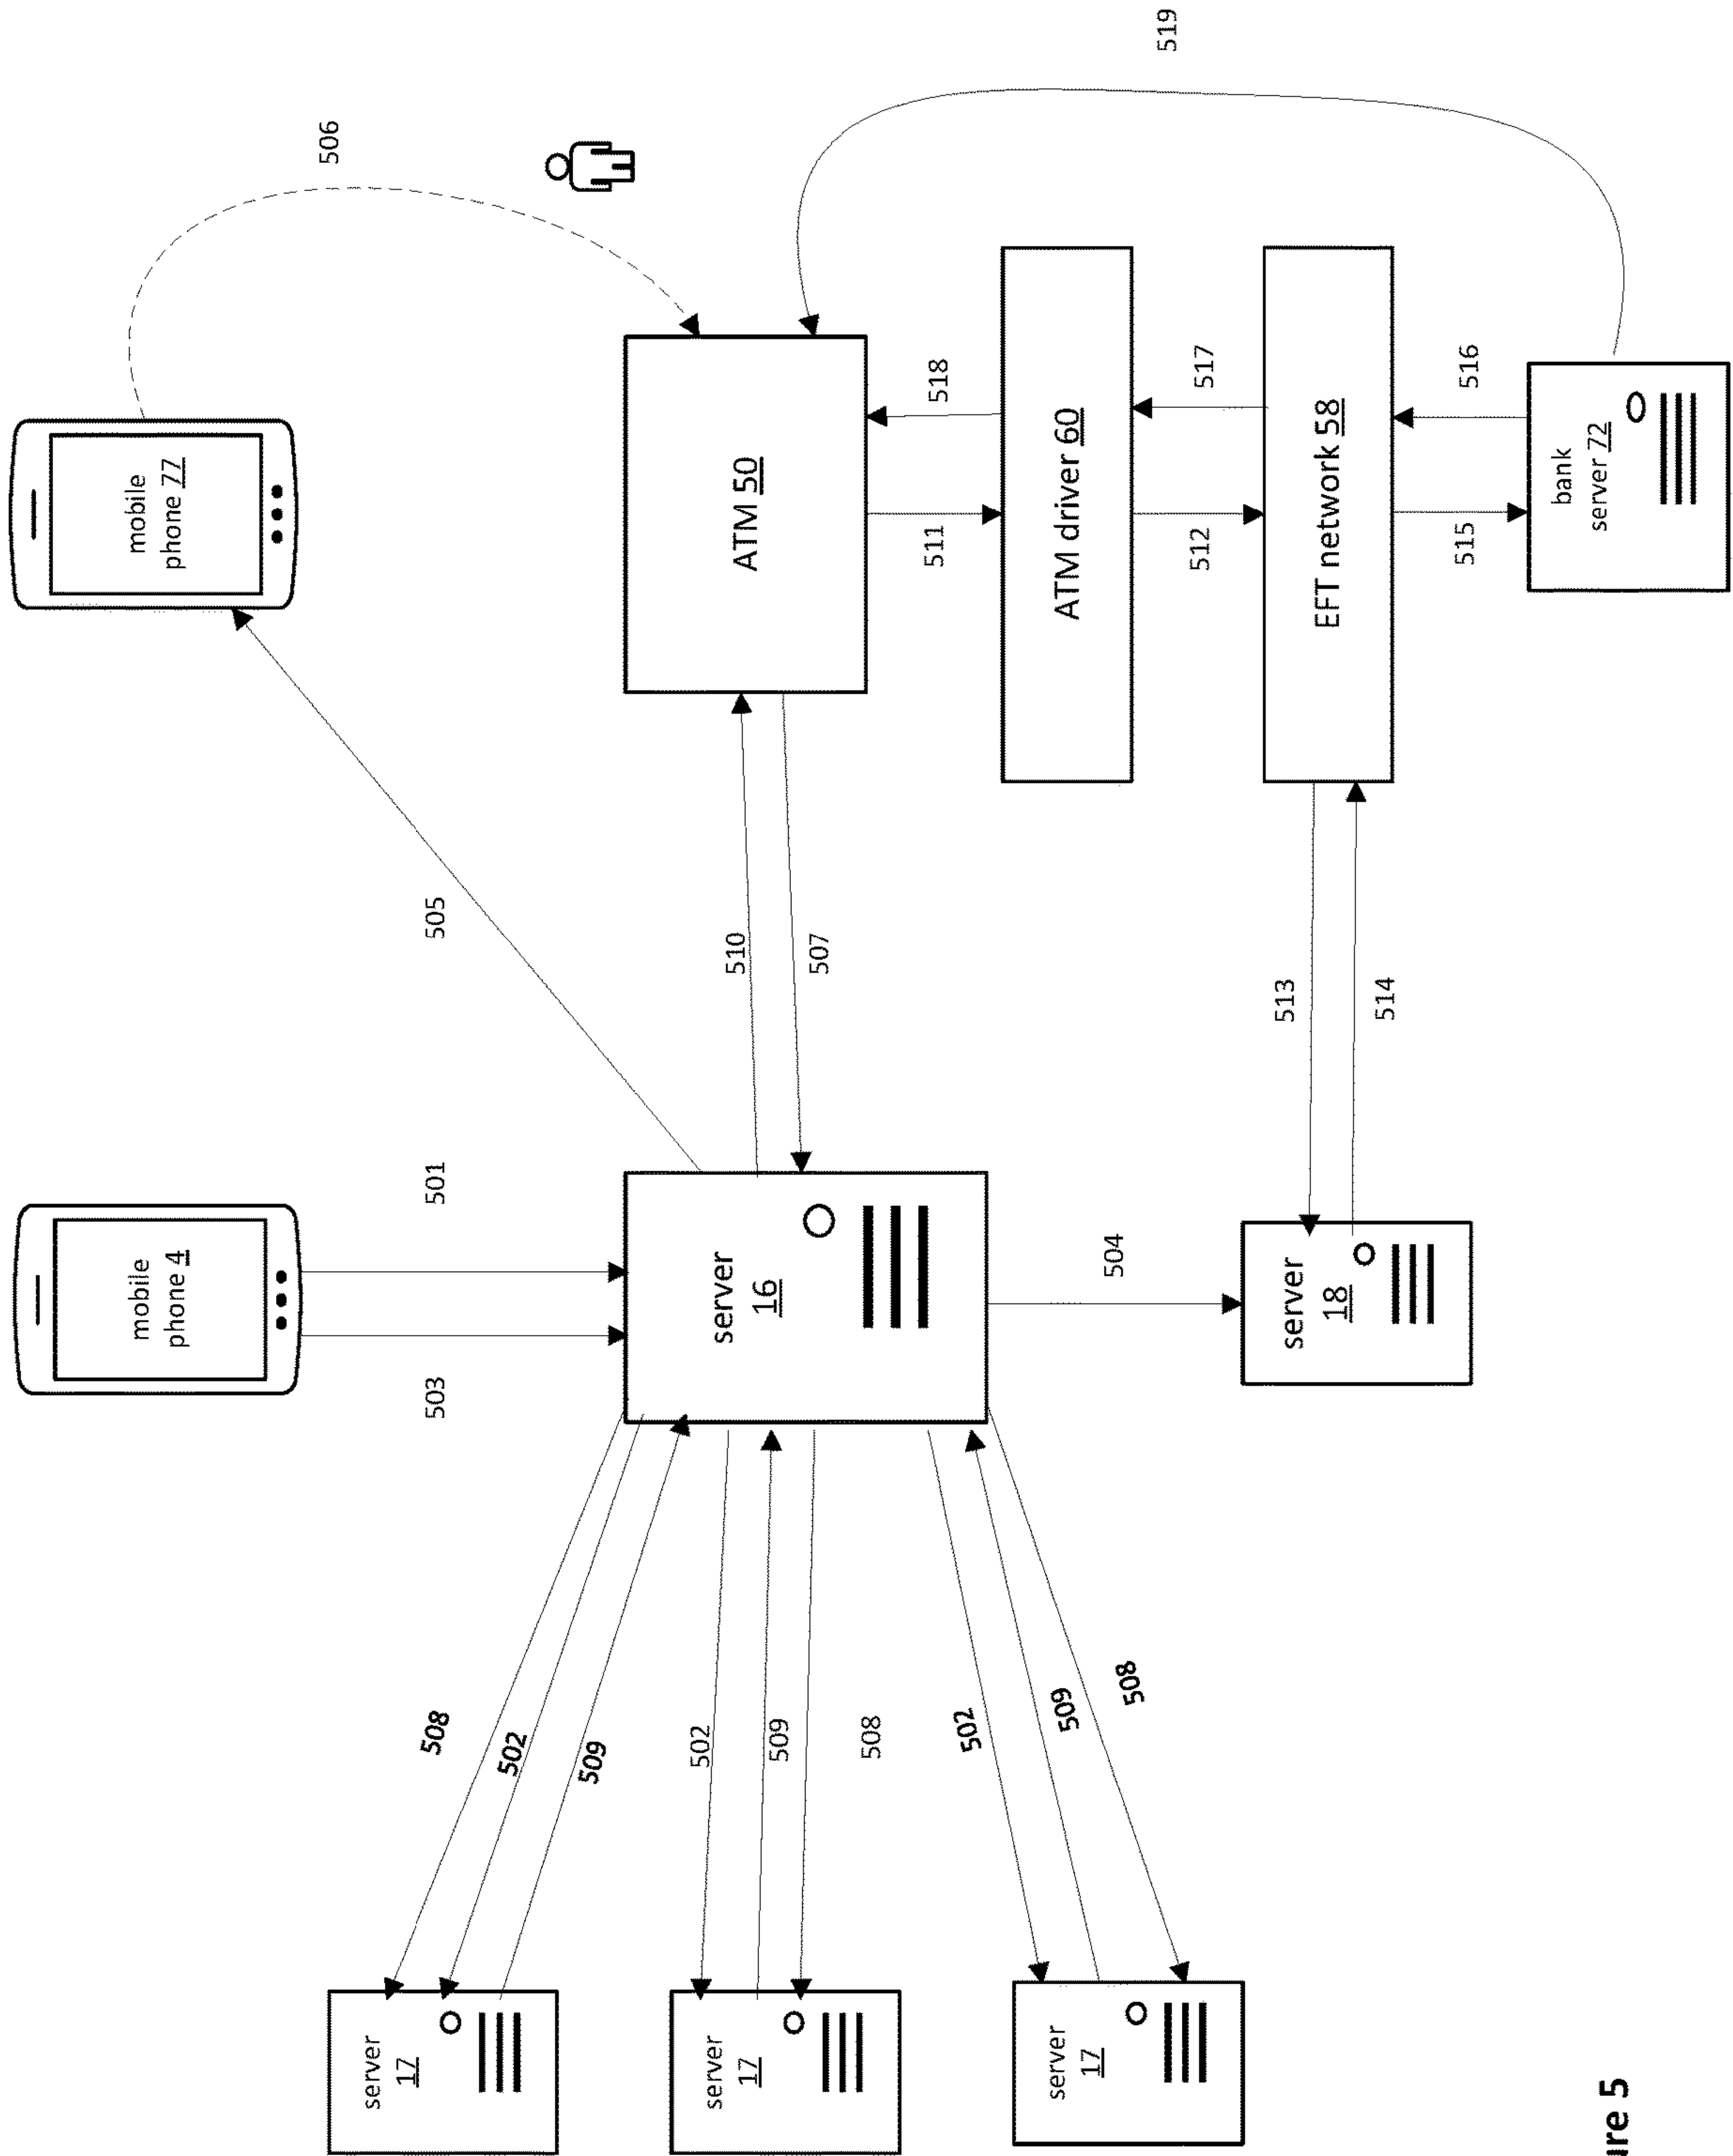 mobile
phone 4
mobile
phone 77
506
server
17
503
501
505
508
502
509
server
17
502
509
508
server
16
510
507
ATM 50
511
518
server
17
502
509
508
504
ATM driver 60
519
512
517
server
18
513
514
EFT network 58
515
516
bank
server 72
ure 5